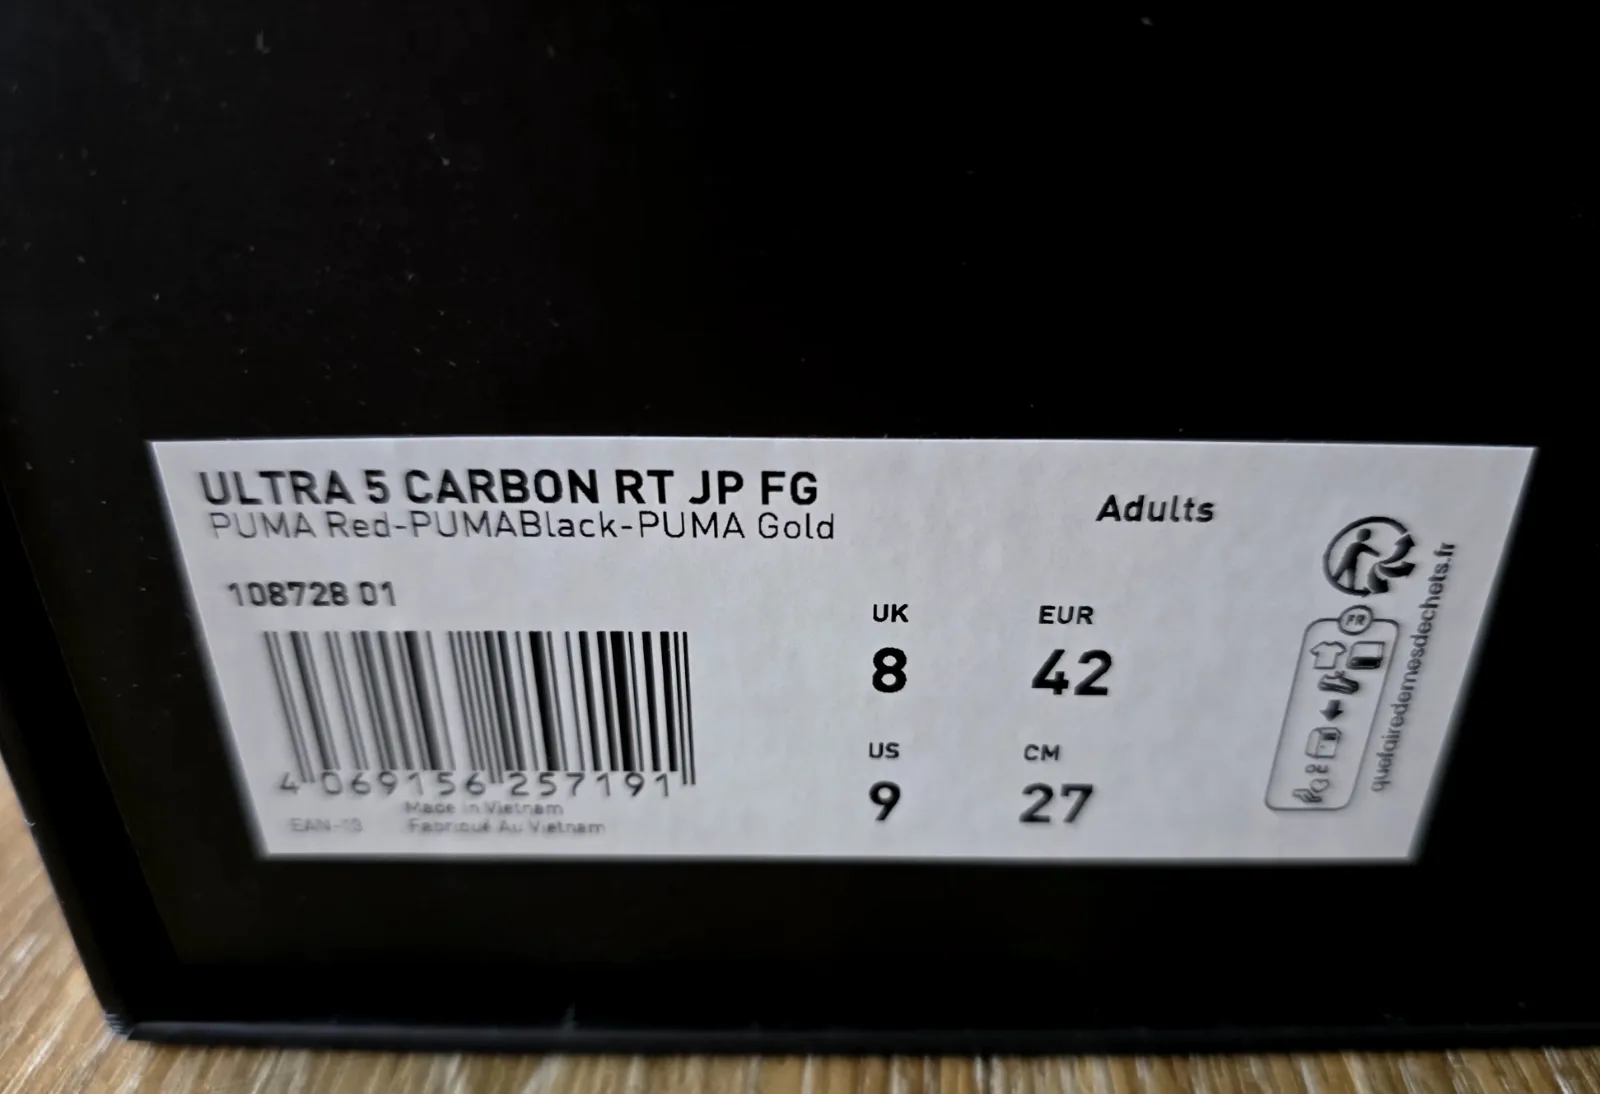 ULTRA 5 CARBON RT JP FG
PUMA Red-PUMABlack-PUMA Gold
Adults
108728 01
UK
8
EUR
42
US
9
CM
27
4 069156 257191
Made in Vietnam
EAN-13
Fabriqué Au Vietnam
FR
OU
quefairedemesdechets.fr